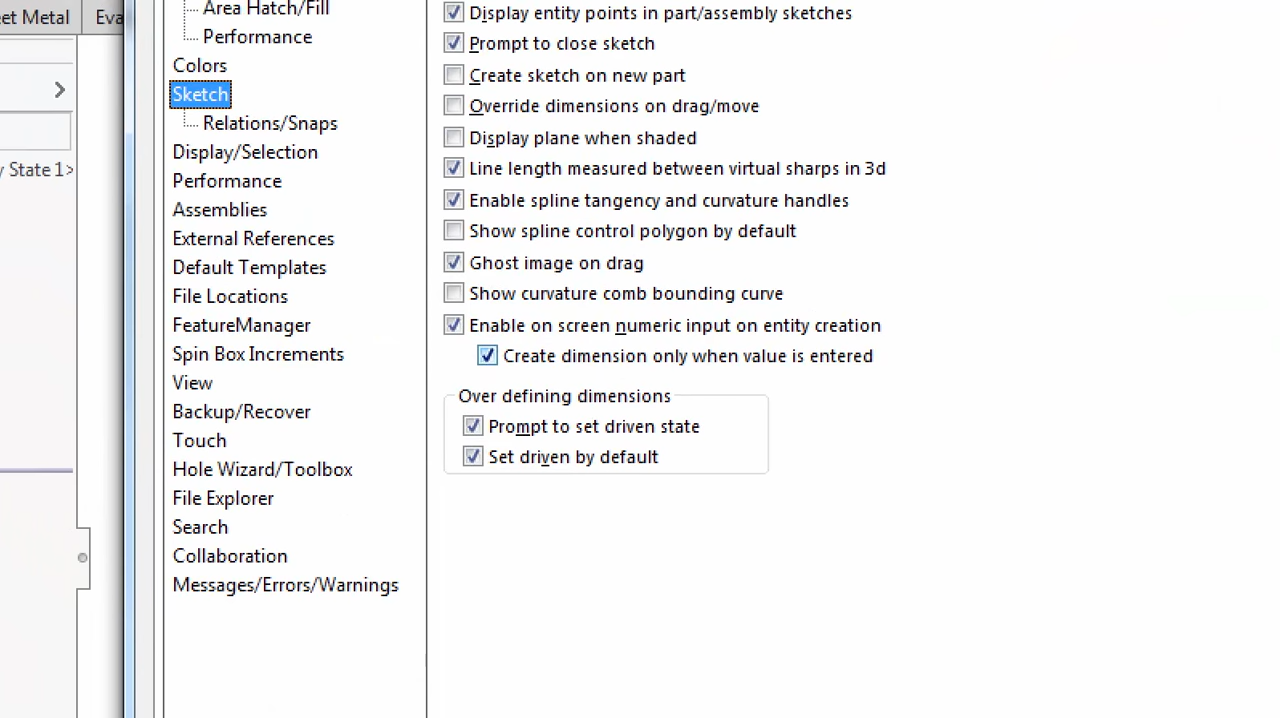 eet Metal
Eva
y State 1>
Area Hatch/Fill
Performance
Colors
Sketch
Relations/Snaps
Display/Selection
Performance
Assemblies
External References
Default Templates
File Locations
FeatureManager
Spin Box Increments
View
Backup/Recover
Touch
Hole Wizard/Toolbox
File Explorer
Search
Collaboration
Messages/Errors/Warnings
Display entity points in part/assembly sketches
Prompt to close sketch
Create sketch on new part
Override dimensions on drag/move
Display plane when shaded
Line length measured between virtual sharps in 3d
Enable spline tangency and curvature handles
Show spline control polygon by default
Ghost image on drag
Show curvature comb bounding curve
Enable on screen numeric input on entity creation
Create dimension only when value is entered
Over defining dimensions
Prompt to set driven state
Set driven by default